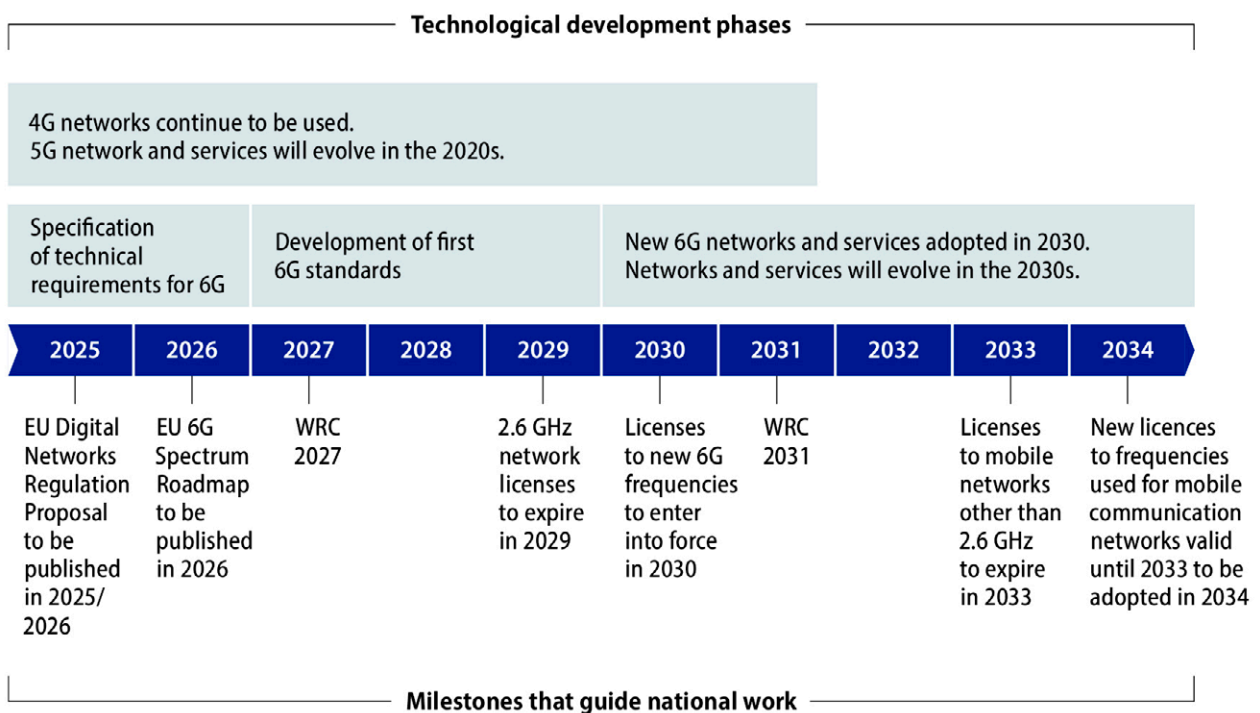 Technological development phases
4G networks continue to be used.
5G network and services will evolve in the 2020s.
Specification
of technical
requirements for 6G
Development of first
6G standards
New 6G networks and services adopted in 2030.
Networks and services will evolve in the 2030s.
2025
2026
2027
2028
2029
2030
2031
2032
2033
2034
EU Digital
Networks
Regulation
Proposal
to be
published
in 2025/
2026
EU 6G
Spectrum
Roadmap
to be
published
in 2026
WRC
2027
2.6 GHz
network
licenses
to expire
in 2029
Licenses
to new 6G
frequencies
to enter
into force
in 2030
WRC
2031
Licenses
to mobile
networks
other than
2.6 GHz
to expire
in 2033
New licences
to frequencies
used for mobile
communication
networks valid
until 2033 to be
adopted in 2034
Milestones that guide national work